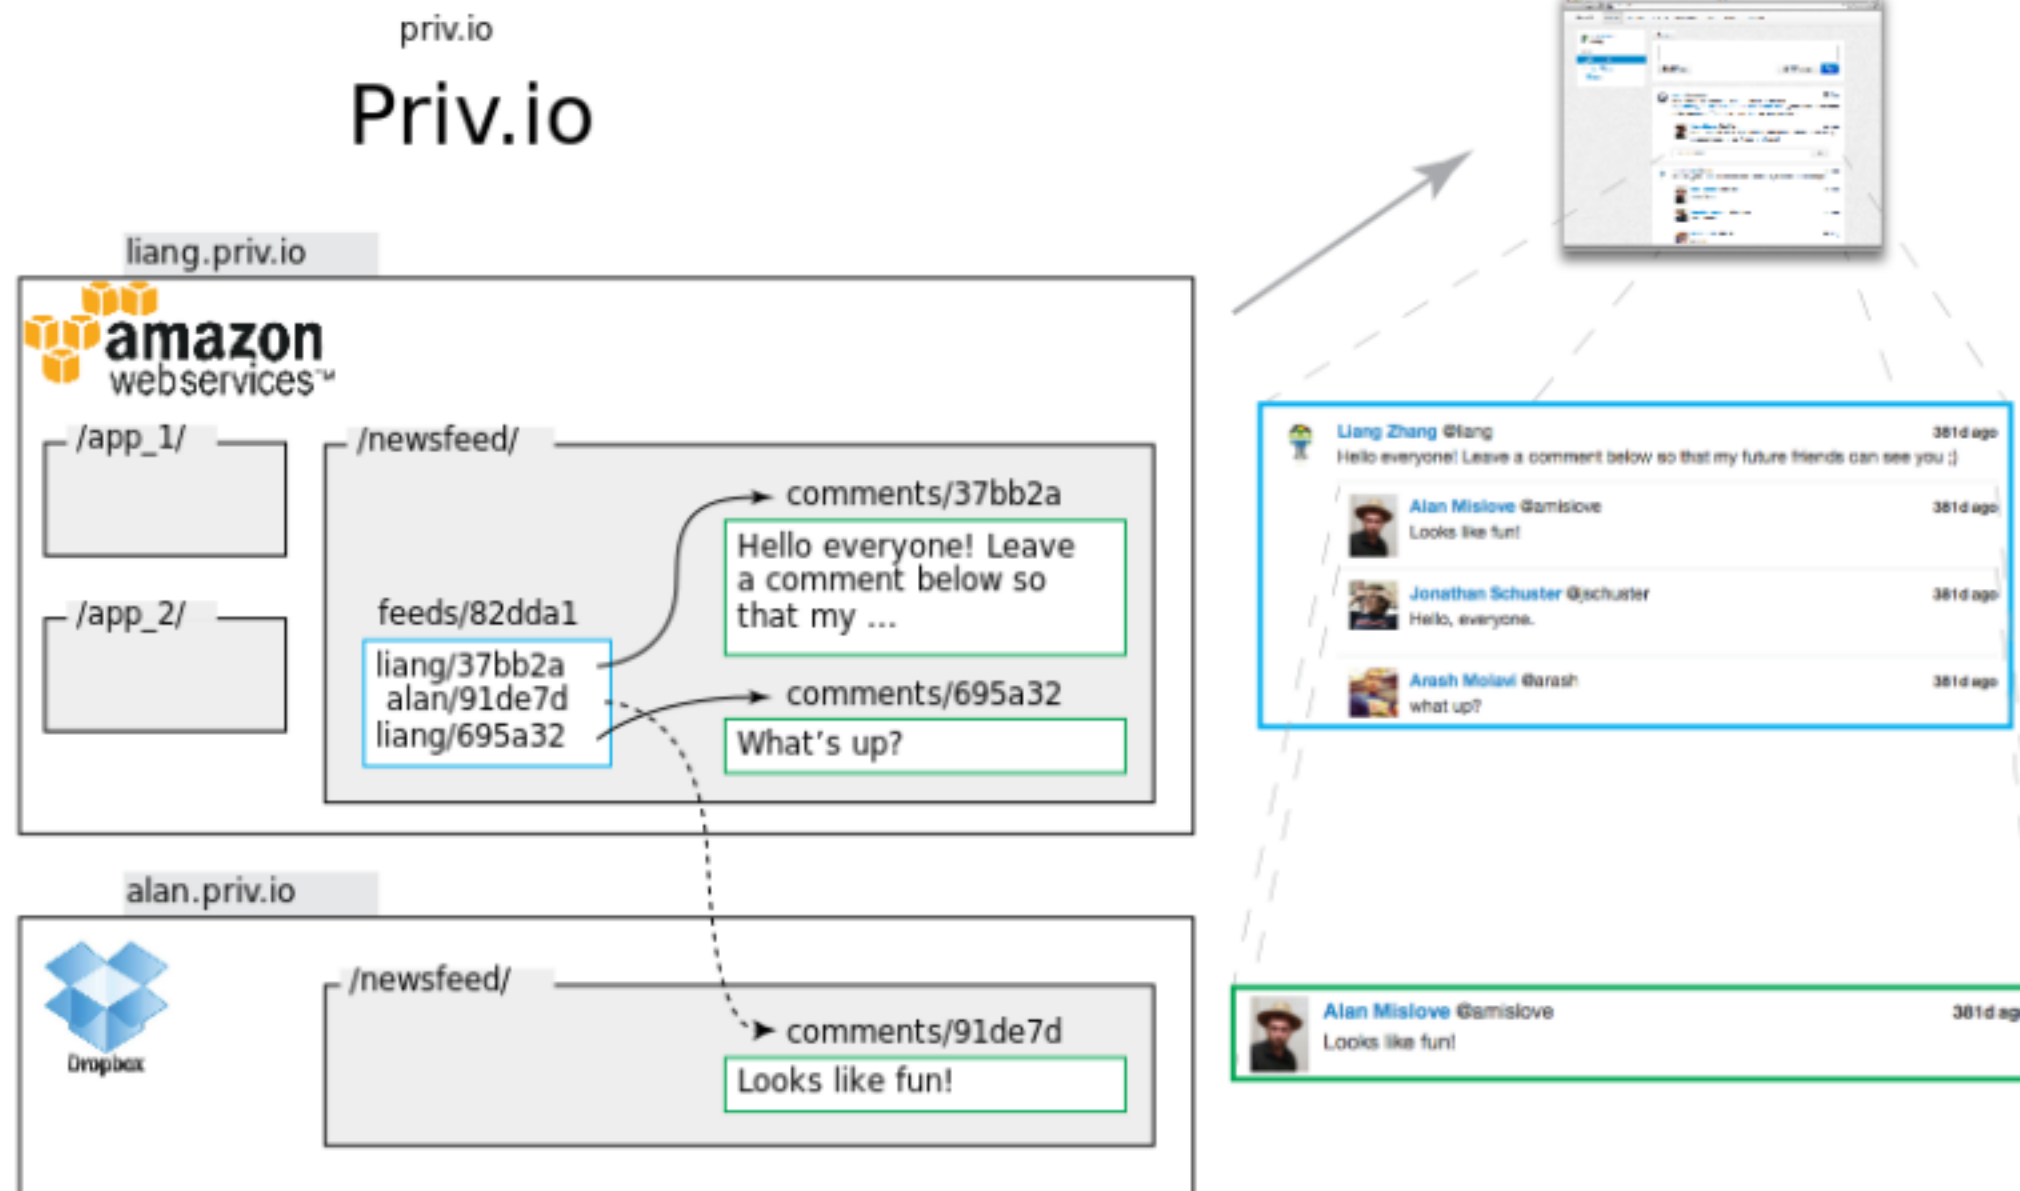 priv.io
Priv.io
liang.priv.io
amazon
webservices™
/app_1/
/app_2/
/newsfeed/
feeds/82dda1
liang/37bb2a
alan/91de7d
liang/695a32
comments/37bb2a
Hello everyone! Leave
a comment below so
that my ...
comments/695a32
What's up?
alan.priv.io
Dropbox
/newsfeed/
comments/91de7d
Looks like fun!
Liang Zhang @liang 381d ago
Hello everyone! Leave a comment below so that my future friends can see you ;)
Alan Mislove @amislove 381d ago
Looks like fun!
Jonathan Schuster @jschuster 381d ago
Hello, everyone.
Arash Molavi @arash 381d ago
what up?
Alan Mislove @amislove 381d ag
Looks like fun!